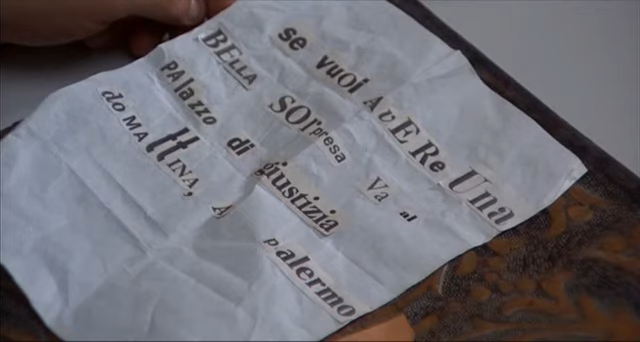 se vuoi AvERe Una
BELLA SORpresa Va al
PAlazzo di giustizia
doMAttINA, A palermo